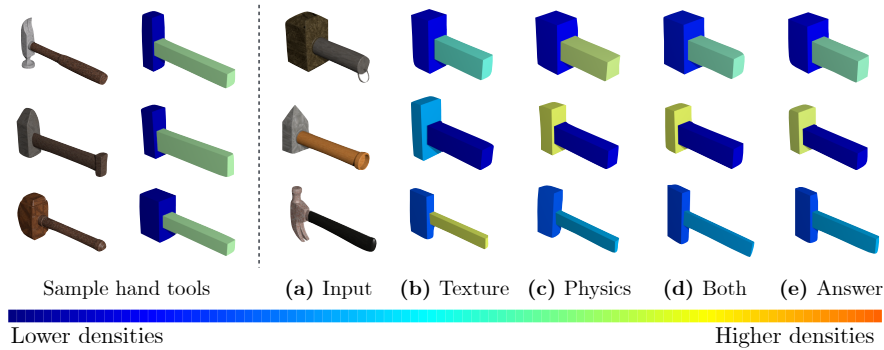 Sample hand tools
(a) Input
(b) Texture
(c) Physics
(d) Both
(e) Answer
Lower densities
Higher densities